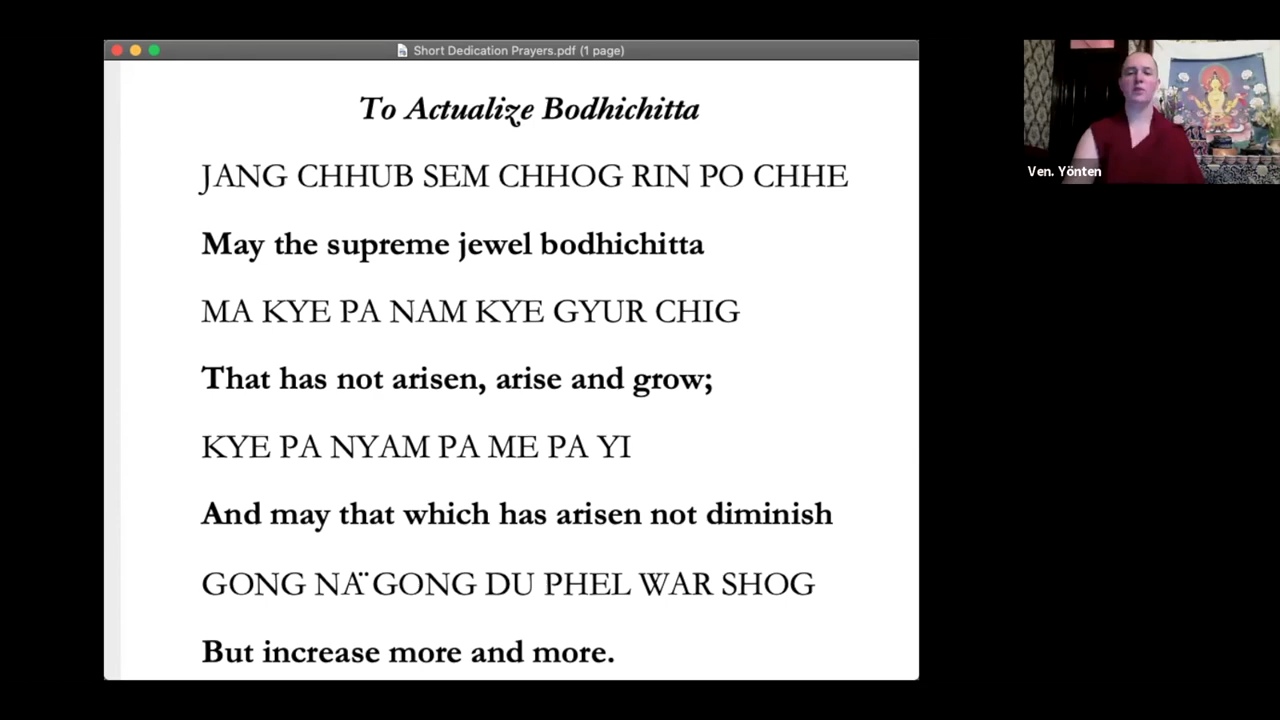 Short Dedication Prayers.pdf (1 page)
To Actualize Bodhichitta
JANG CHHUB SEM CHHOG RIN PO CHHE
May the supreme jewel bodhichitta
MA KYE PA NAM KYE GYUR CHIG
That has not arisen, arise and grow;
KYE PA NYAM PA ME PA YI
And may that which has arisen not diminish
GONG NÄ GONG DU PHEL WAR SHOG
But increase more and more.
Ven. Yönten